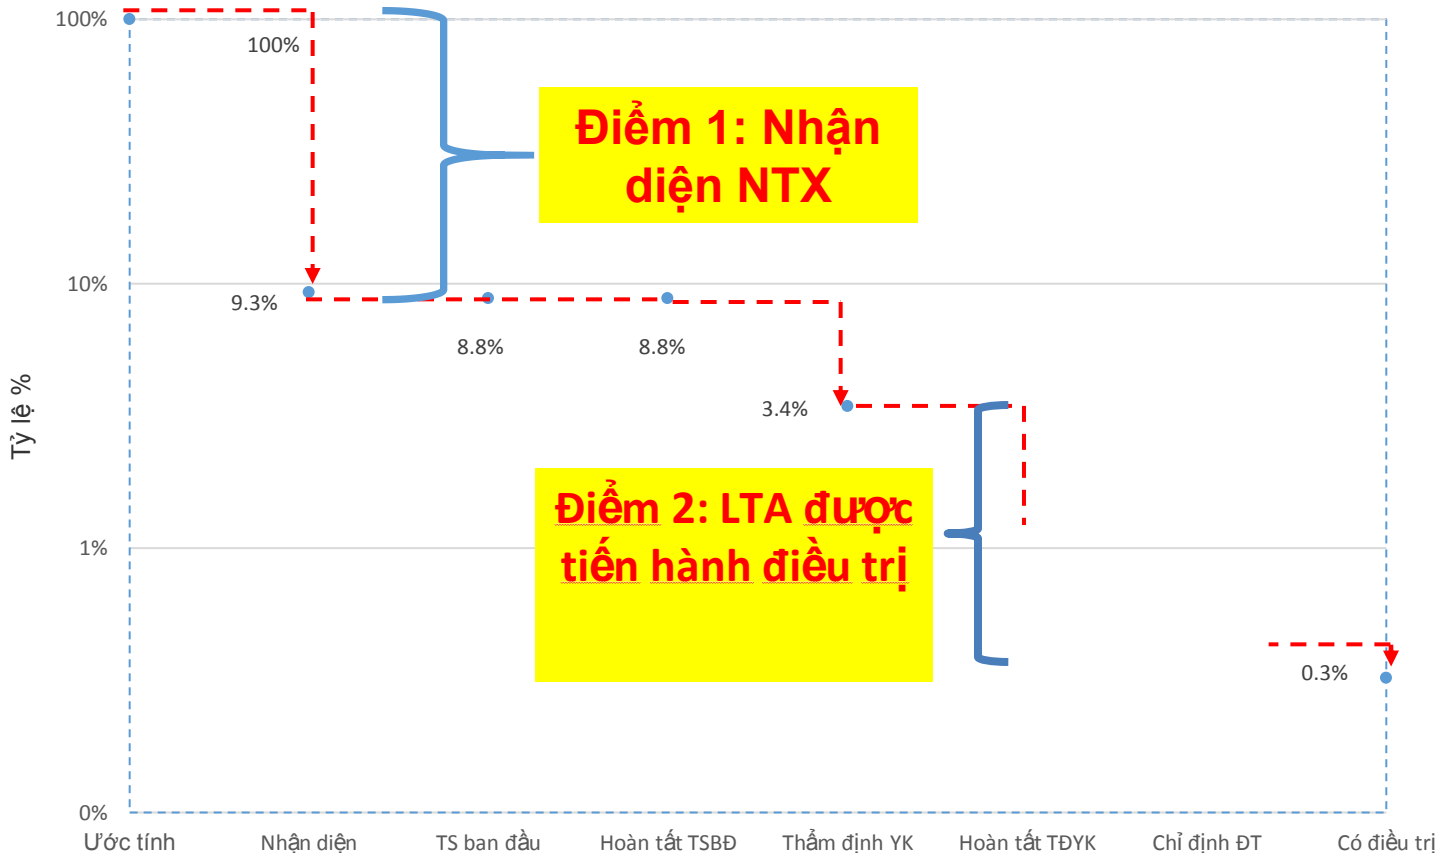 100%
100%
Điểm 1: Nhận
diện NTX
10%
9.3%
8.8%
8.8%
3.4%
Tỷ lệ %
Điểm 2: LTA được
tiến hành điều trị
1%
0.3%
0%
Ước tính
Nhận diện
TS ban đầu
Hoàn tất TSBĐ
Thẩm định YK
Hoàn tất TĐYK
Chỉ định ĐT
Có điều trị